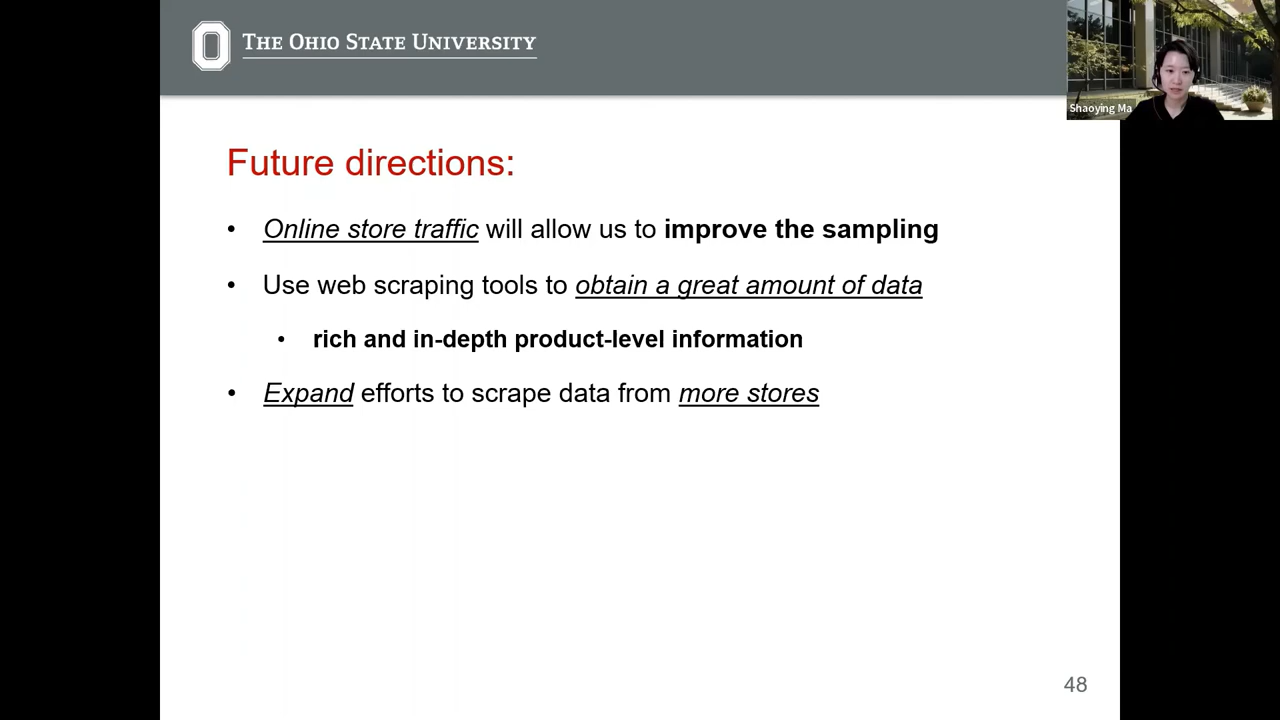 THE OHIO STATE UNIVERSITY
Shaoying Ma
Future directions:
• Online store traffic will allow us to improve the sampling
• Use web scraping tools to obtain a great amount of data
• rich and in-depth product-level information
• Expand efforts to scrape data from more stores
48